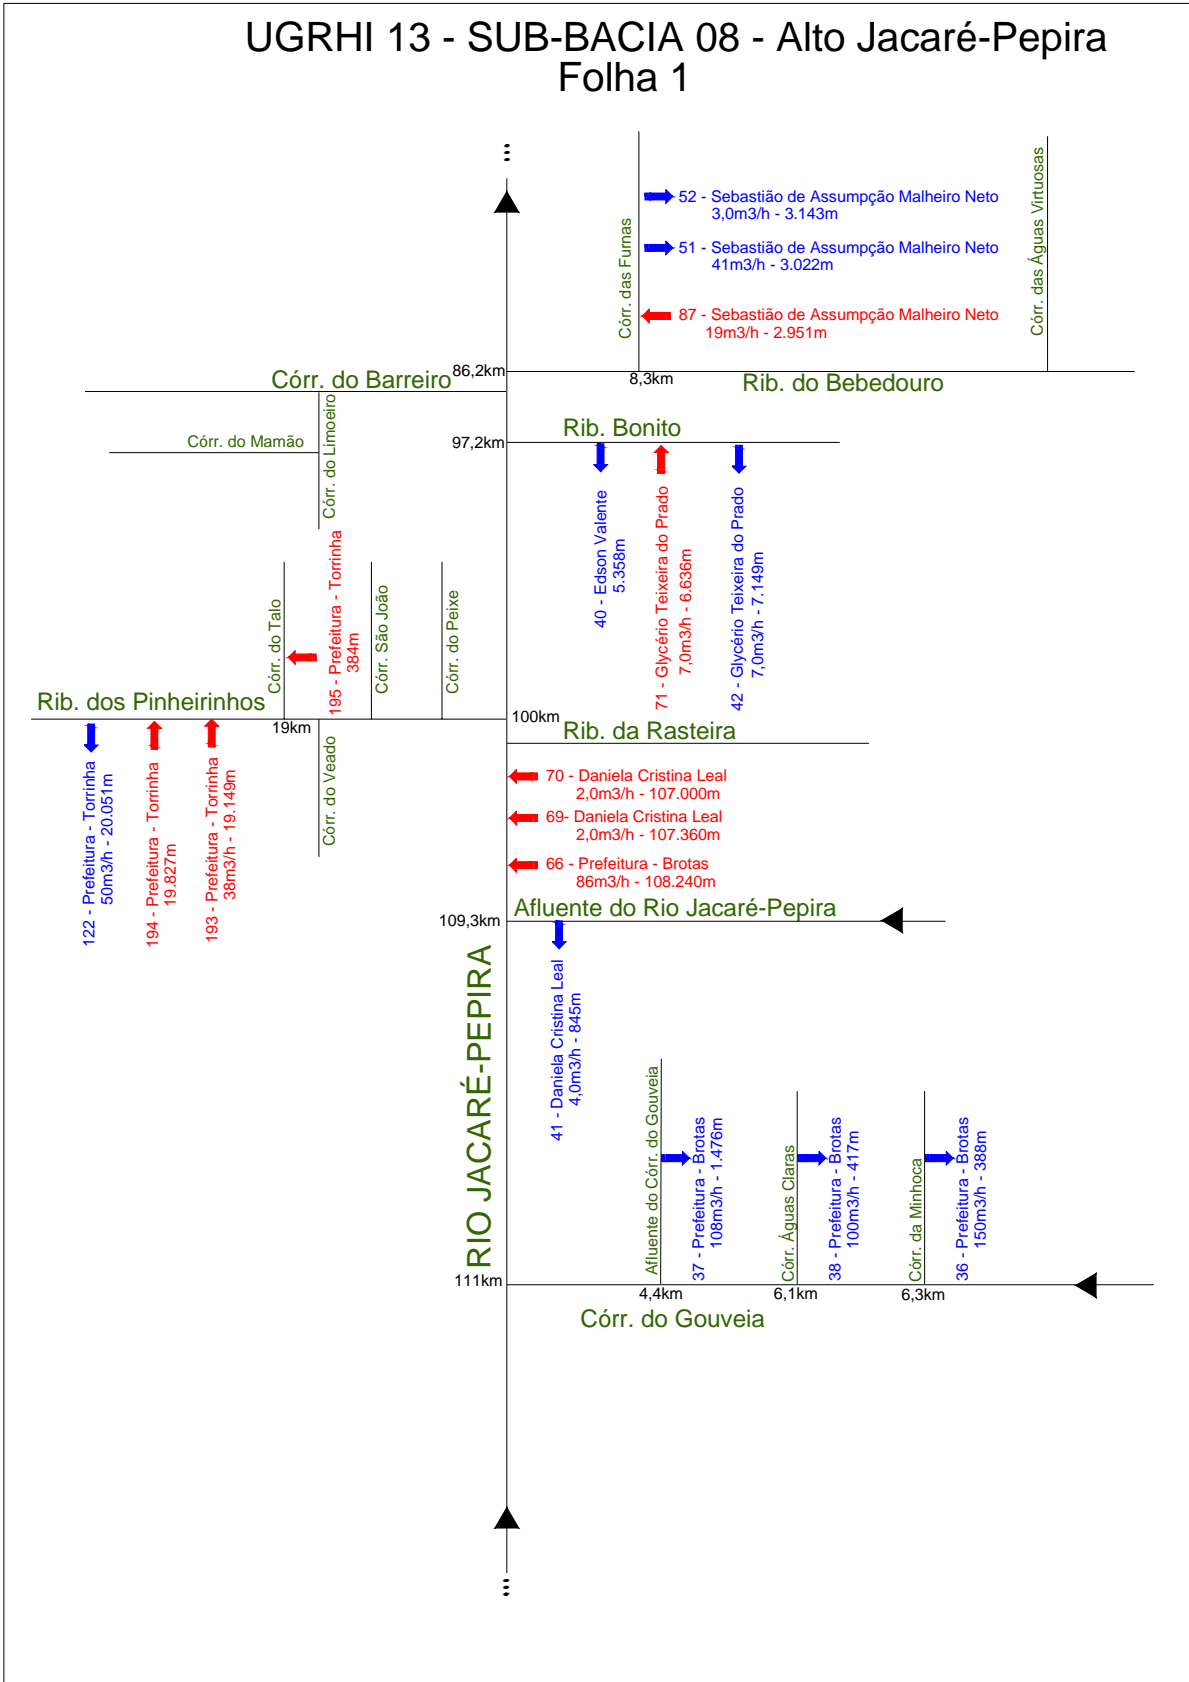 UGRHI 13 - SUB-BACIA 08 - Alto Jacaré-Pepira
Folha 1
52 - Sebastião de Assumpção Malheiro Neto
3,0m3/h - 3.143m
51 - Sebastião de Assumpção Malheiro Neto
41m3/h - 3.022m
87 - Sebastião de Assumpção Malheiro Neto
19m3/h - 2.951m
Córr. das Furnas
Córr. das Águas Virtuosas
86,2km
8,3km
Rib. do Bebedouro
Córr. do Barreiro
Córr. do Mamão
Córr. do Limoeiro
97,2km
Rib. Bonito
40 - Edson Valente
5.358m
71 - Glycério Teixeira do Prado
7,0m3/h - 6.636m
42 - Glycério Teixeira do Prado
7,0m3/h - 7.149m
Córr. do Talo
195 - Prefeitura - Torrinha
384m
Córr. São João
Córr. do Peixe
Rib. dos Pinheirinhos
19km
100km
Córr. do Veado
122 - Prefeitura - Torrinha
50m3/h - 20.051m
194 - Prefeitura - Torrinha
19.827m
193 - Prefeitura - Torrinha
38m3/h - 19.149m
Rib. da Rasteira
70 - Daniela Cristina Leal
2,0m3/h - 107.000m
69- Daniela Cristina Leal
2,0m3/h - 107.360m
66 - Prefeitura - Brotas
86m3/h - 108.240m
109,3km
Afluente do Rio Jacaré-Pepira
41 - Daniela Cristina Leal
4,0m3/h - 845m
RIO JACARÉ-PEPIRA
Afluente do Córr. do Gouveia
37 - Prefeitura - Brotas
108m3/h - 1.476m
Córr. Águas Claras
38 - Prefeitura - Brotas
100m3/h - 417m
Córr. da Minhoca
36 - Prefeitura - Brotas
150m3/h - 388m
111km
4,4km
6,1km
6,3km
Córr. do Gouveia